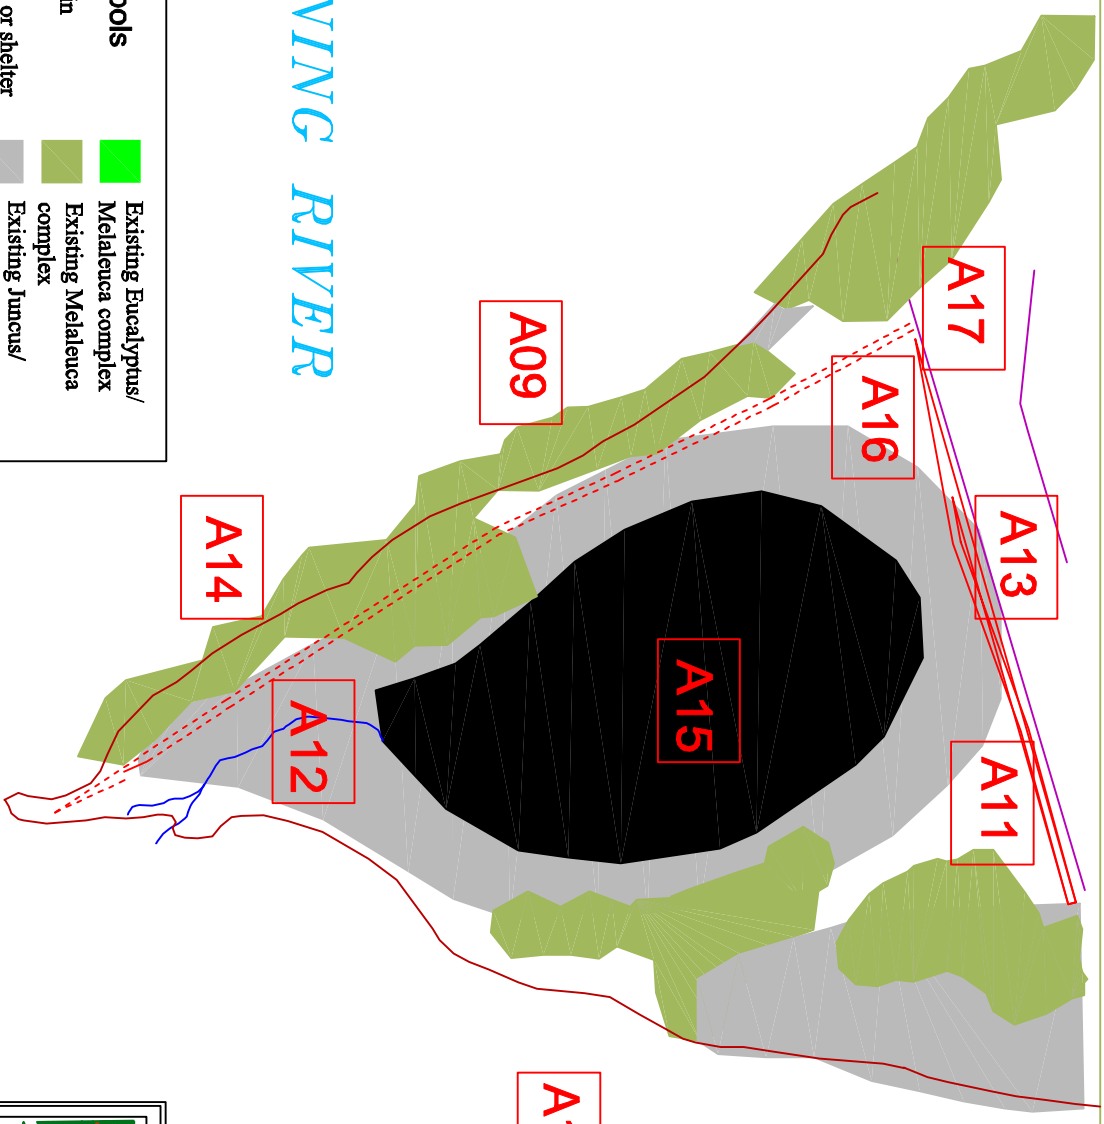 ools
in
or shelter
Existing Eucalyptus/
Melaleuca complex
Existing Melaleuca
complex
Existing Juncus/
VING RIVER
A17
A16
A09
A13
A14
A15
A12
A11
A